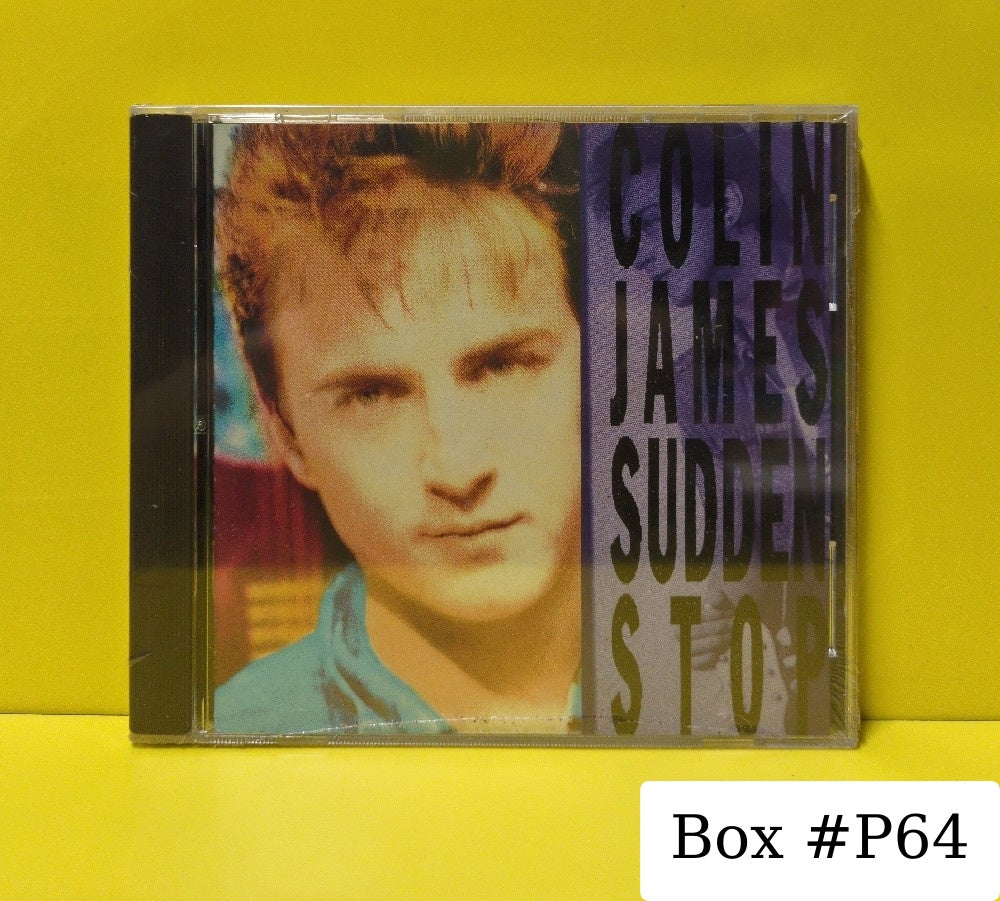 COLIN
JAMES
SUDDEN
STOP
Box #P64